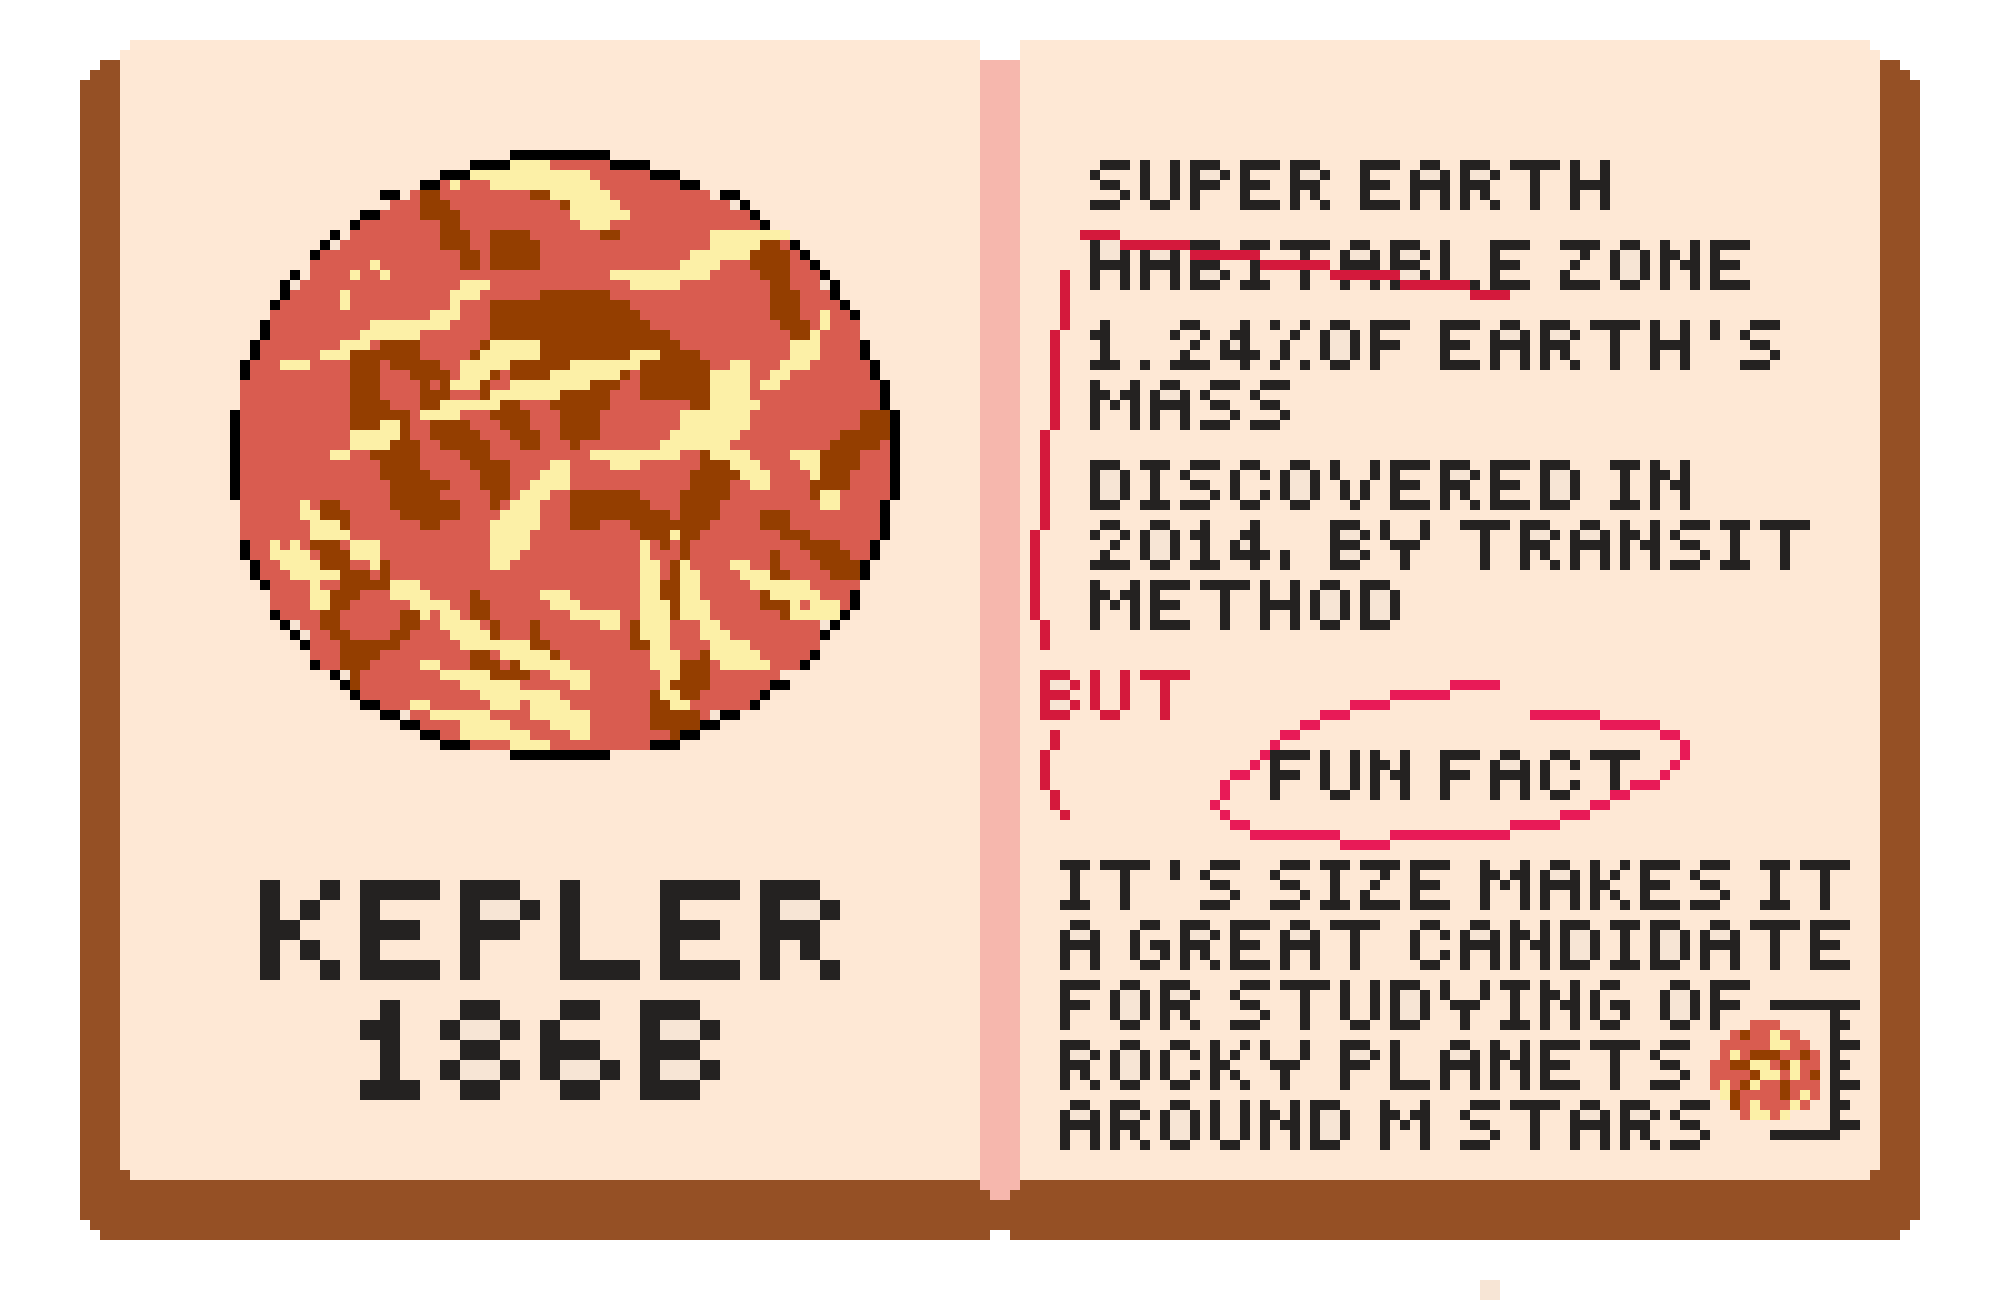 KEPLER
186B
SUPER EARTH
HABITABLE ZONE
1.24%OF EARTH'S
MASS
DISCOVERED IN
2014, BY TRANSIT
METHOD
BUT
FUN FACT
IT'S SIZE MAKES IT
A GREAT CANDIDATE
FOR STUDYING OF
ROCKY PLANETS
AROUND M STARS